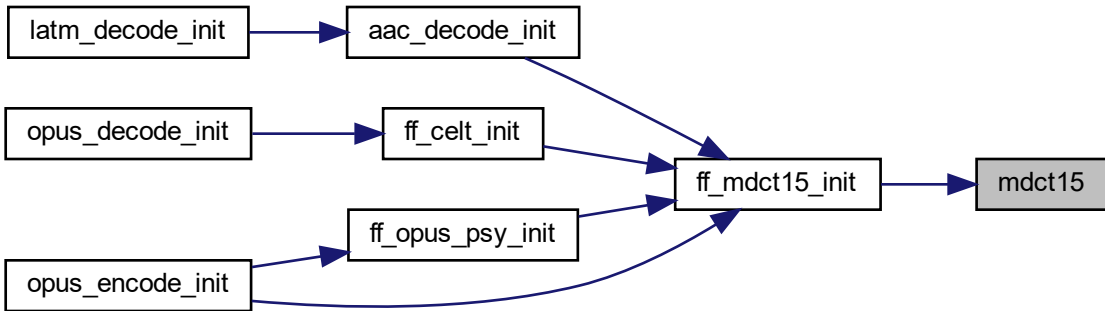 latm_decode_init
aac_decode_init
opus_decode_init
ff_celt_init
ff_mdct15_init
mdct15
ff_opus_psy_init
opus_encode_init